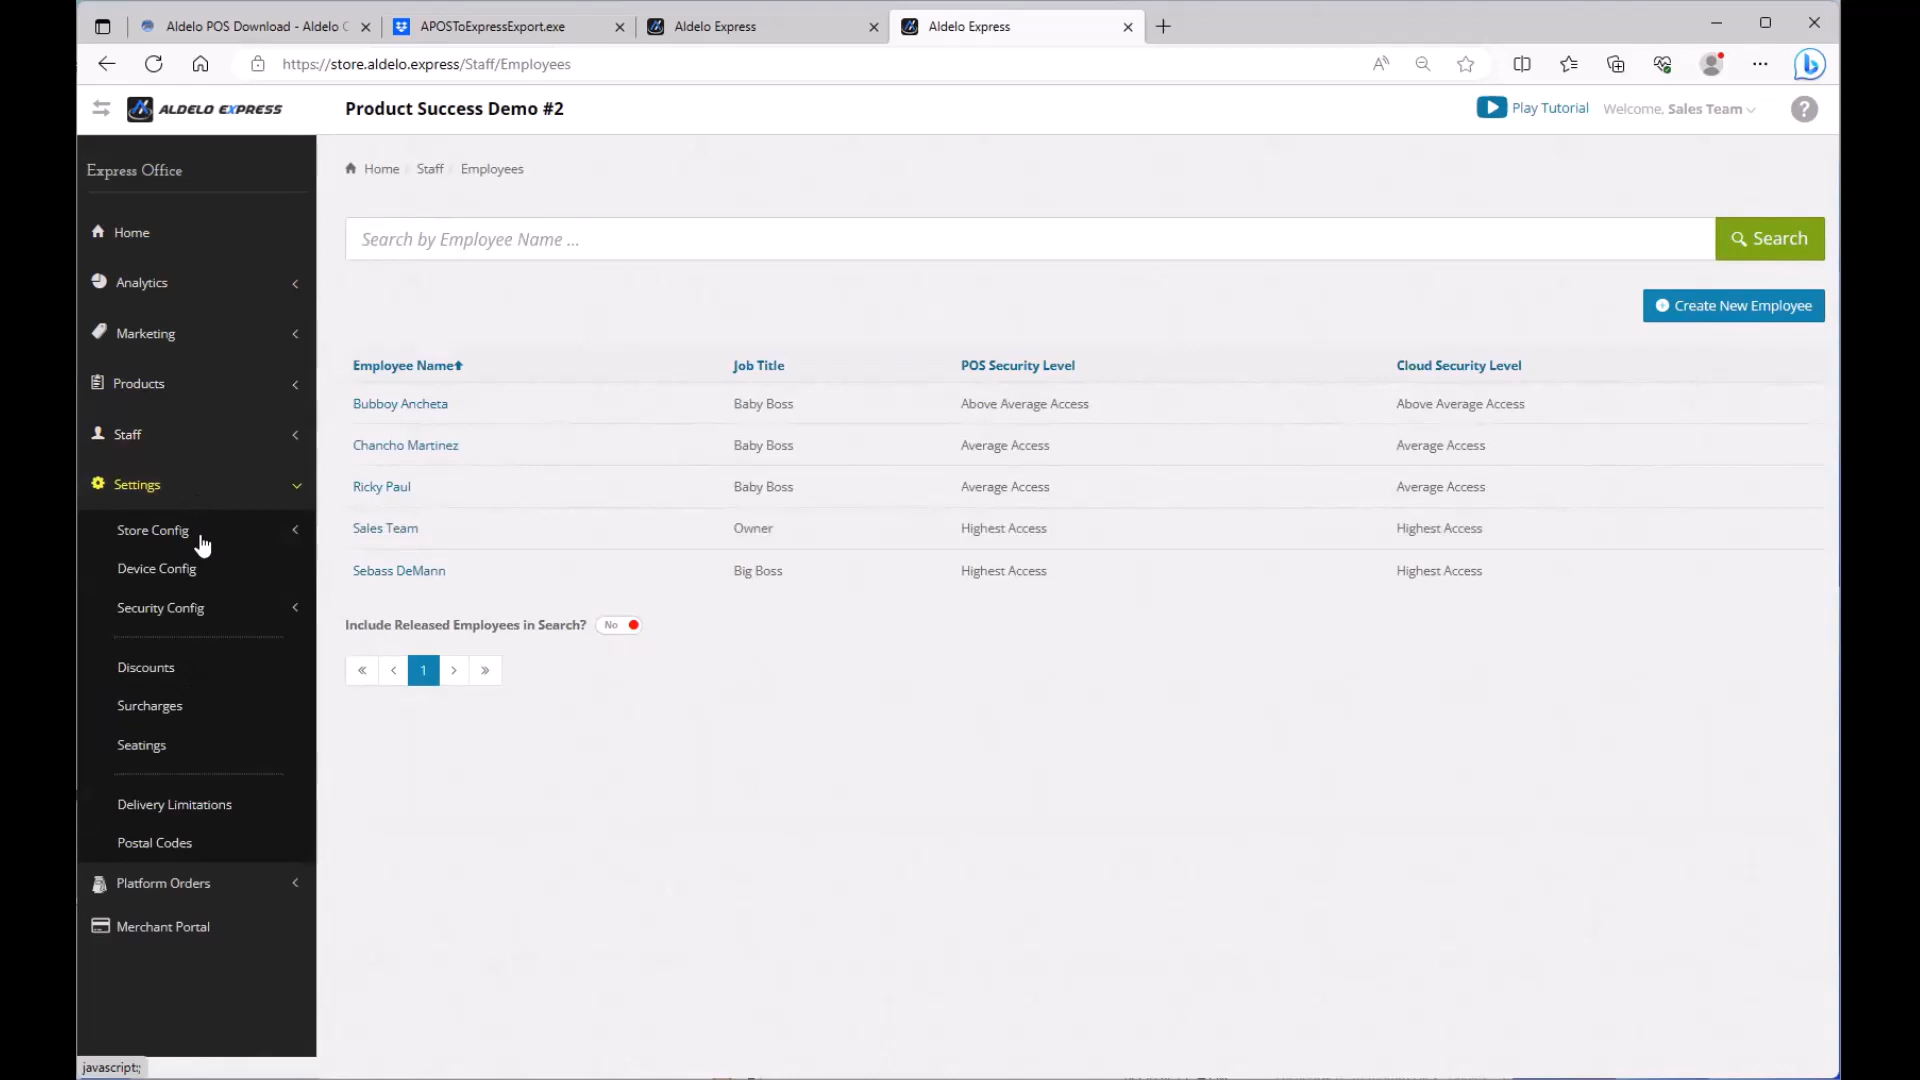 Aldelo POS Download - Aldelo C
APOSToExpressExport.exe
Aldelo Express
Aldelo Express
https://store.aldelo.express/Staff/Employees
ALDELO EXPRESS
Product Success Demo #2
Play Tutorial
Welcome, Sales Team
?
Express Office
Home
Analytics
Marketing
Products
Staff
Settings
Store Config
Device Config
Security Config
Discounts
Surcharges
Seatings
Delivery Limitations
Postal Codes
Platform Orders
Merchant Portal
Home / Staff / Employees
Search by Employee Name ...
Search
Create New Employee
Employee Name Job Title POS Security Level Cloud Security Level
Bubboy Ancheta Baby Boss Above Average Access Above Average Access
Chancho Martinez Baby Boss Average Access Average Access
Ricky Paul Baby Boss Average Access Average Access
Sales Team Owner Highest Access Highest Access
Sebass DeMann Big Boss Highest Access Highest Access
Include Released Employees in Search? No
« ‹ 1 › »
javascript:;